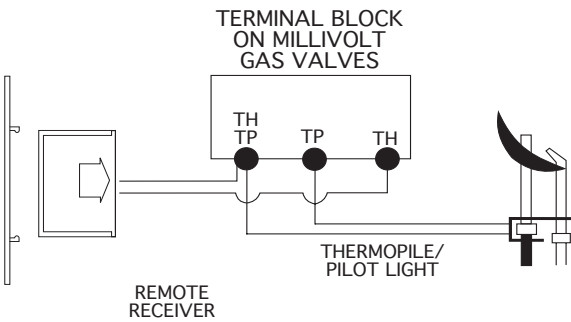 TERMINAL BLOCK
ON MILLIVOLT
GAS VALVES
TH
TP TP TH
THERMOPILE/
PILOT LIGHT
REMOTE
RECEIVER